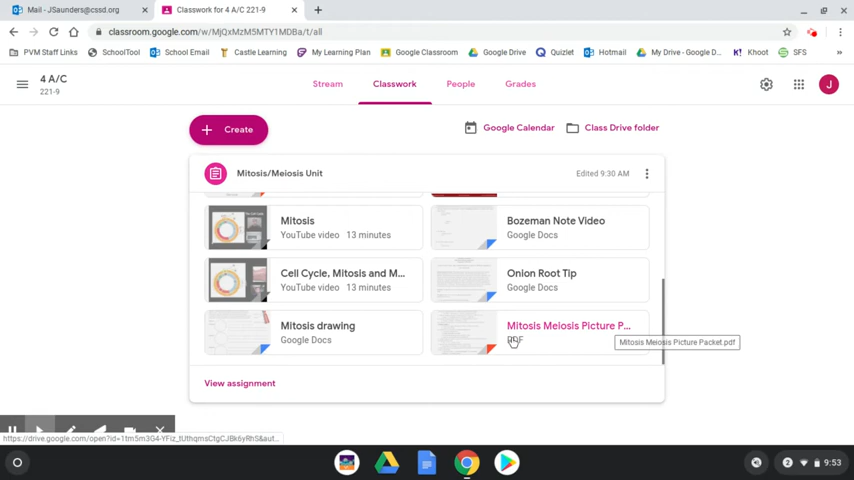 Mail - JSaunders@cssd.org
Classwork for 4 A/C 221-9
classroom.google.com/w/MjQxMzM5MTY1MDBa/t/all
PVM Staff Links SchoolTool School Email Castle Learning My Learning Plan Google Classroom Google Drive Quizlet Hotmail My Drive - Google D... Khoot SFS »
4 A/C
221-9
Stream Classwork People Grades
J
+ Create
Google Calendar Class Drive folder
Mitosis/Meiosis Unit Edited 9:30 AM
Mitosis
YouTube video 13 minutes
Bozeman Note Video
Google Docs
Cell Cycle, Mitosis and M...
YouTube video 13 minutes
Onion Root Tip
Google Docs
Mitosis drawing
Google Docs
Mitosis Meiosis Picture P...
PDF
Mitosis Meiosis Picture Packet.pdf
View assignment
2 9:53